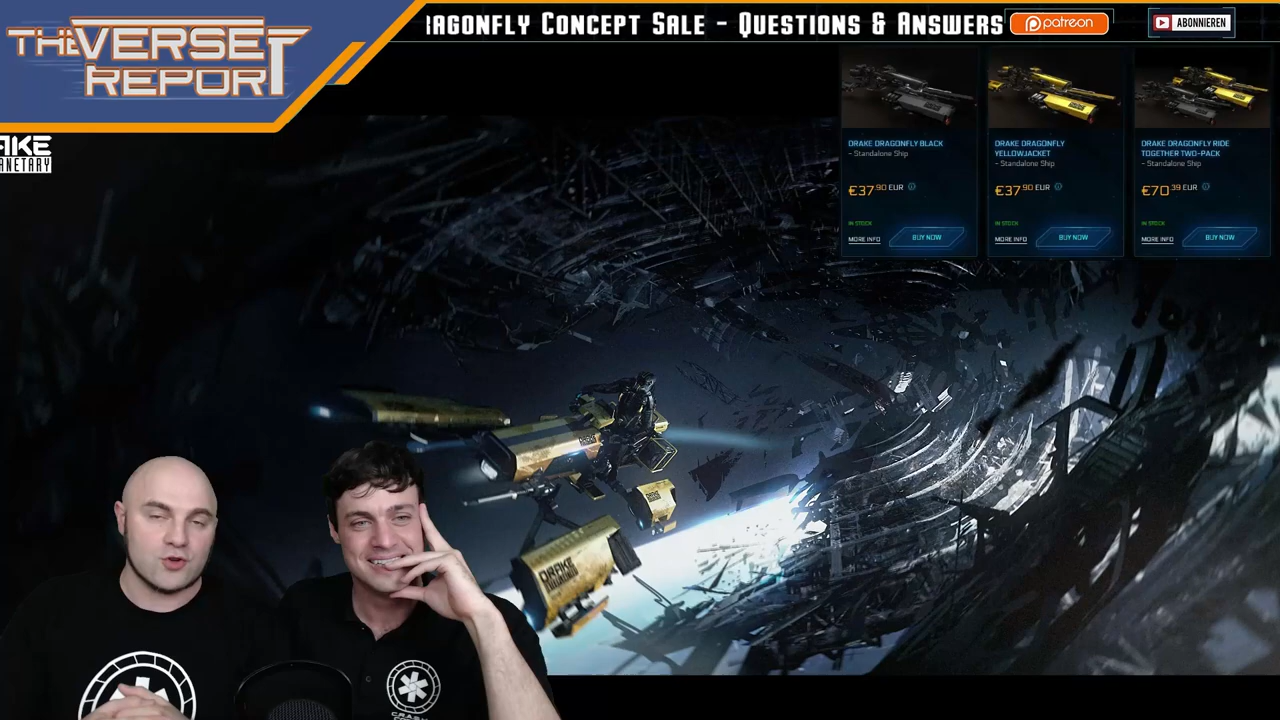 THE VERSE
REPORT
RAGONFLY CONCEPT SALE - QUESTIONS & ANSWERS
patreon
ABONNIEREN
AKE
ANETARY
DRAKE DRAGONFLY BLACK
- Standalone Ship
€37.90 EUR
IN STOCK
MORE INFO
BUY NOW
DRAKE DRAGONFLY
YELLOWJACKET
- Standalone Ship
€37.90 EUR
IN STOCK
MORE INFO
BUY NOW
DRAKE DRAGONFLY RIDE
TOGETHER TWO-PACK
- Standalone Ship
€70.39 EUR
IN STOCK
MORE INFO
BUY NOW
DRAKE
DRAKE
DRAKE
CRASH